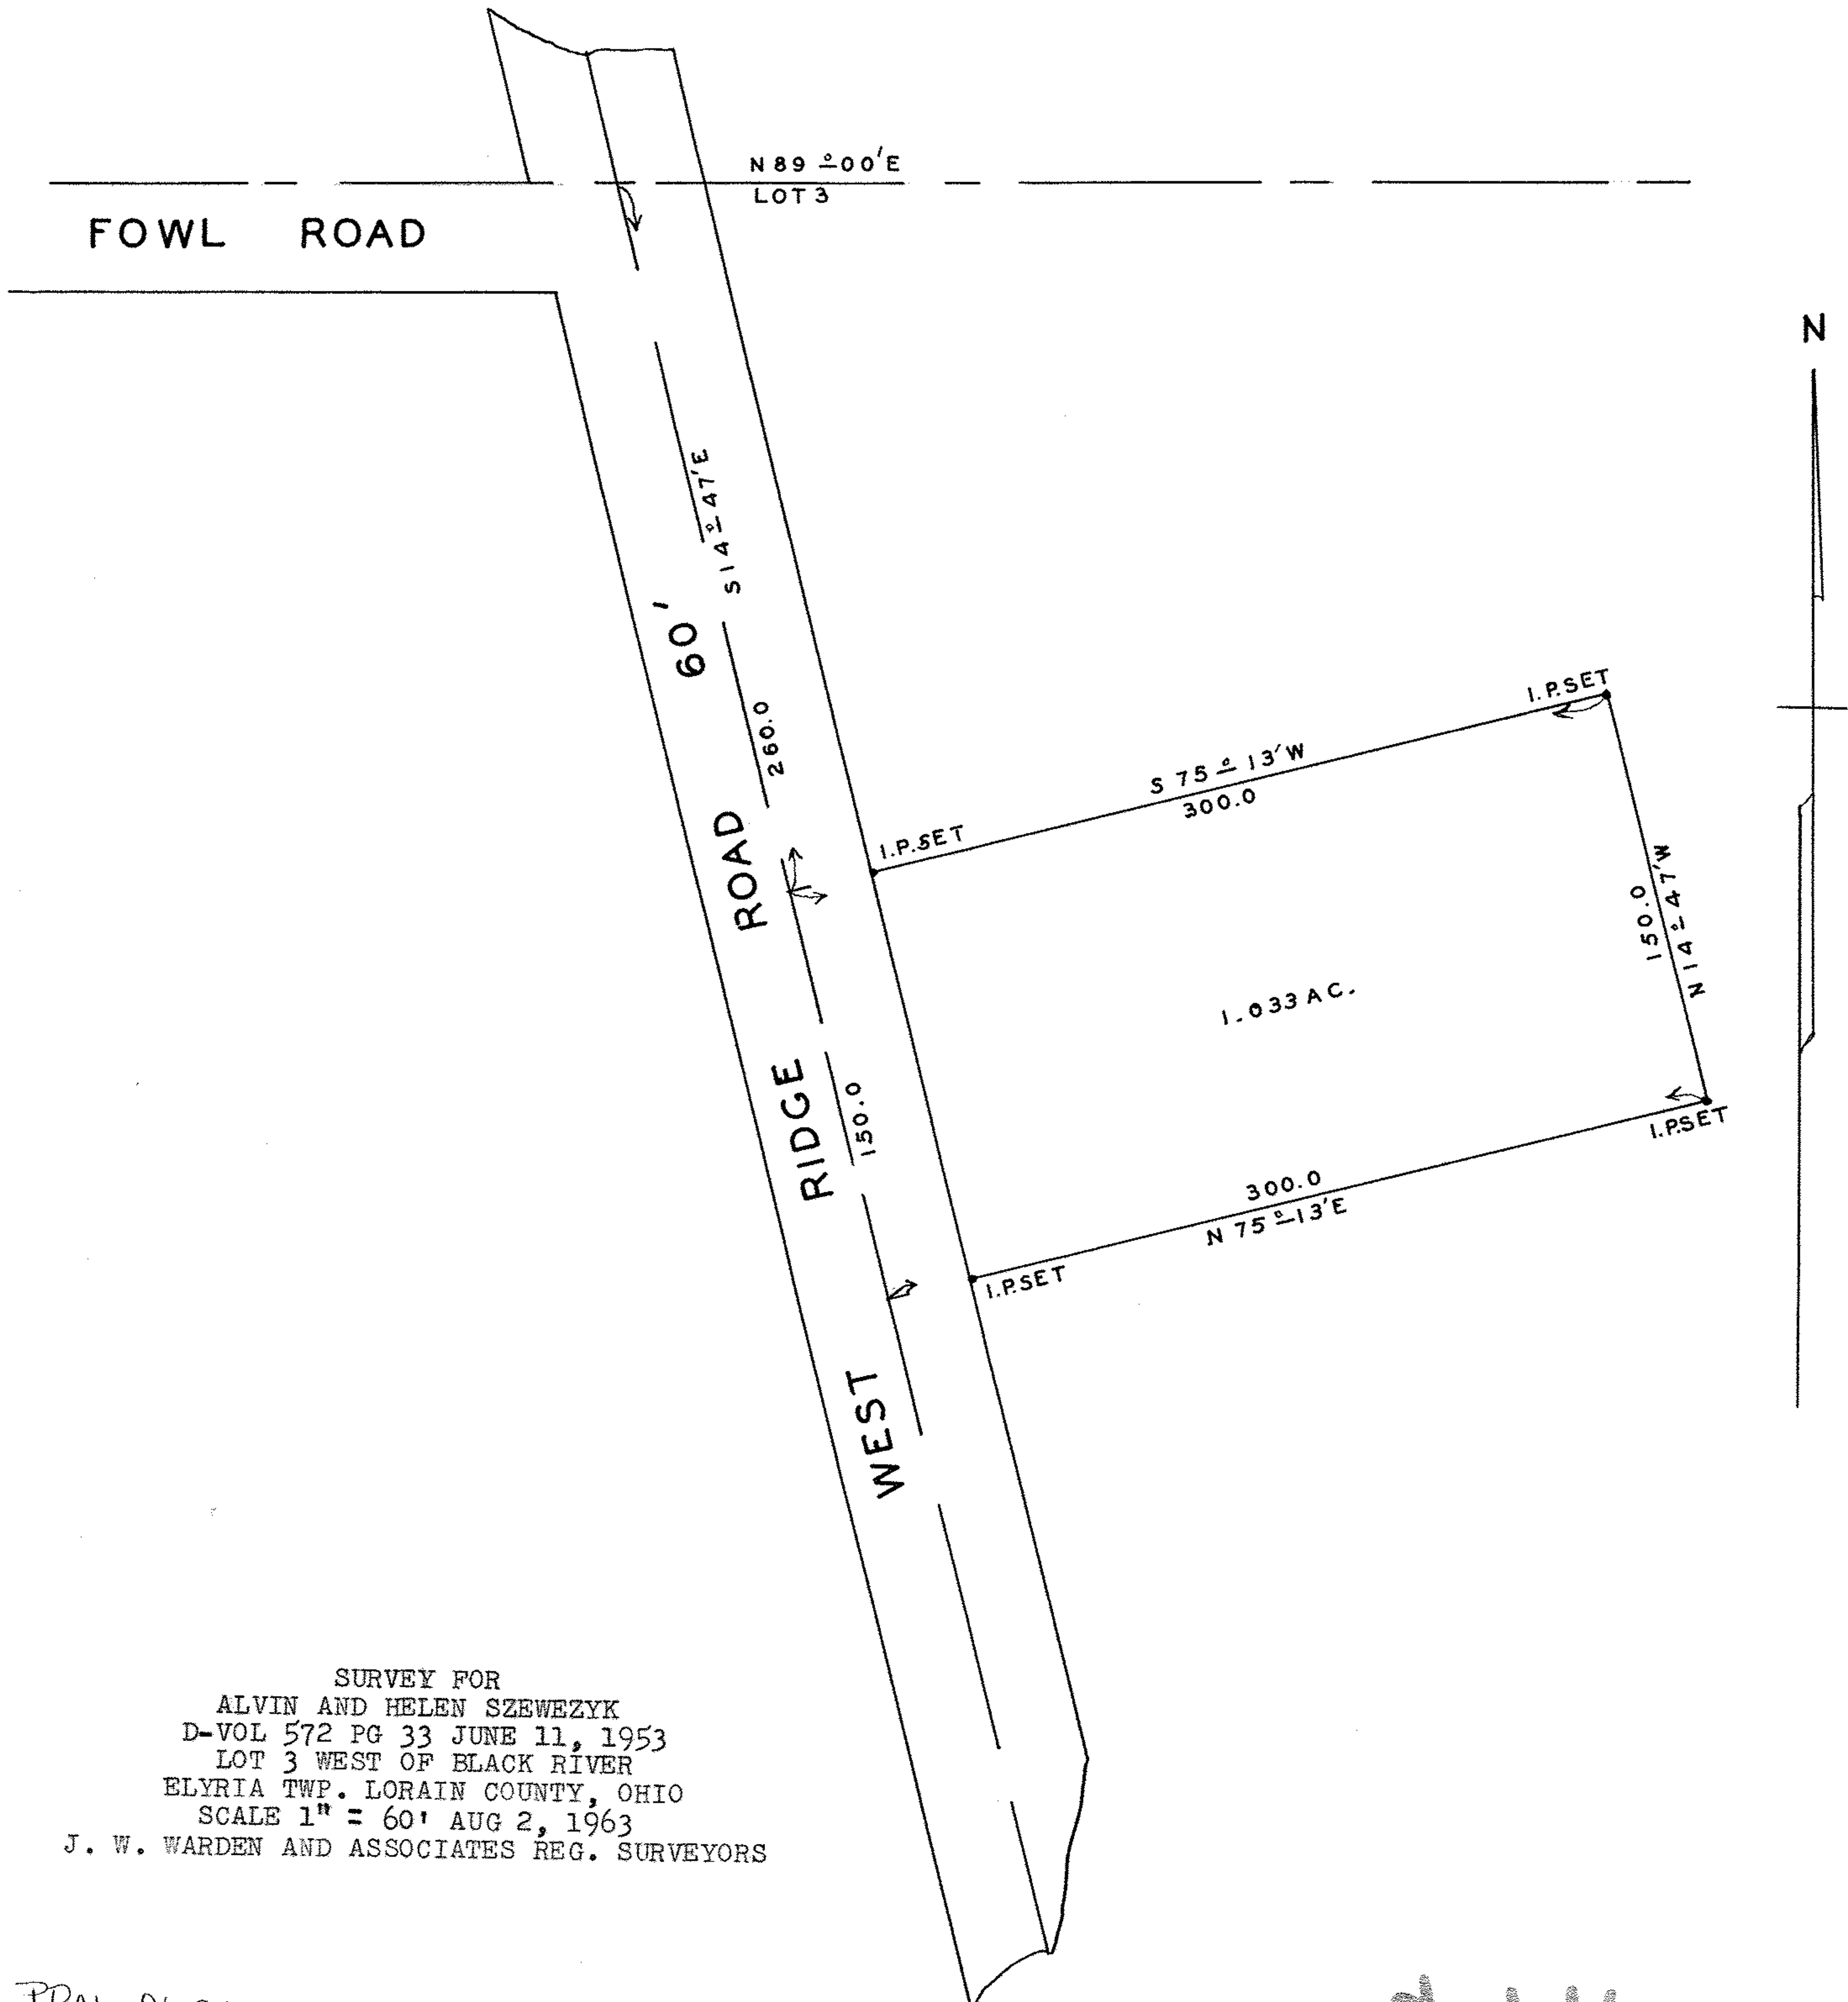 N 89°00'E
LOT 3
FOWL ROAD
N
S 14° 47'E
60'
260.0
I.P. SET
S 75° 13' W
300.0
I.P. SET
150.0
N 14° 47' W
1.033 AC.
WEST RIDGE ROAD
150.0
I.P. SET
300.0
N 75° 13' E
I.P. SET
SURVEY FOR
ALVIN AND HELEN SZEWEZYK
D-VOL 572 PG 33 JUNE 11, 1953
LOT 3 WEST OF BLACK RIVER
ELYRIA TWP. LORAIN COUNTY, OHIO
SCALE 1" = 60' AUG 2, 1963
J. W. WARDEN AND ASSOCIATES REG. SURVEYORS